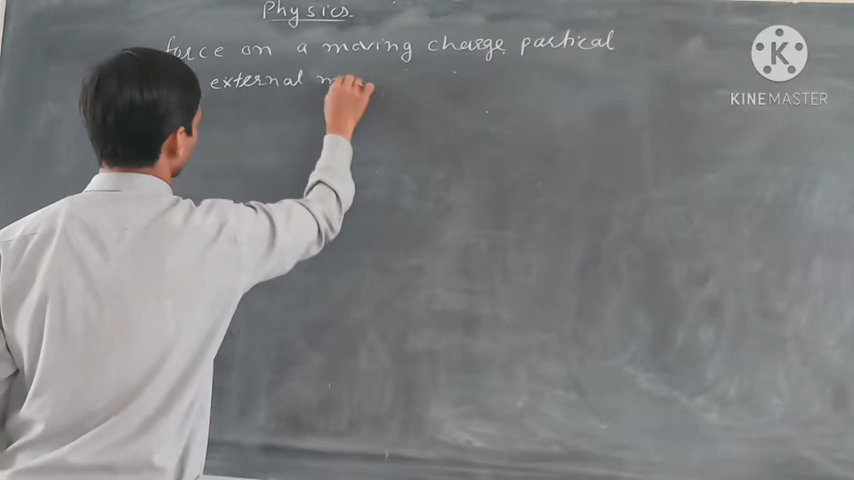 Physics.
force on a moving charge partical
external m
K
KINEMASTER